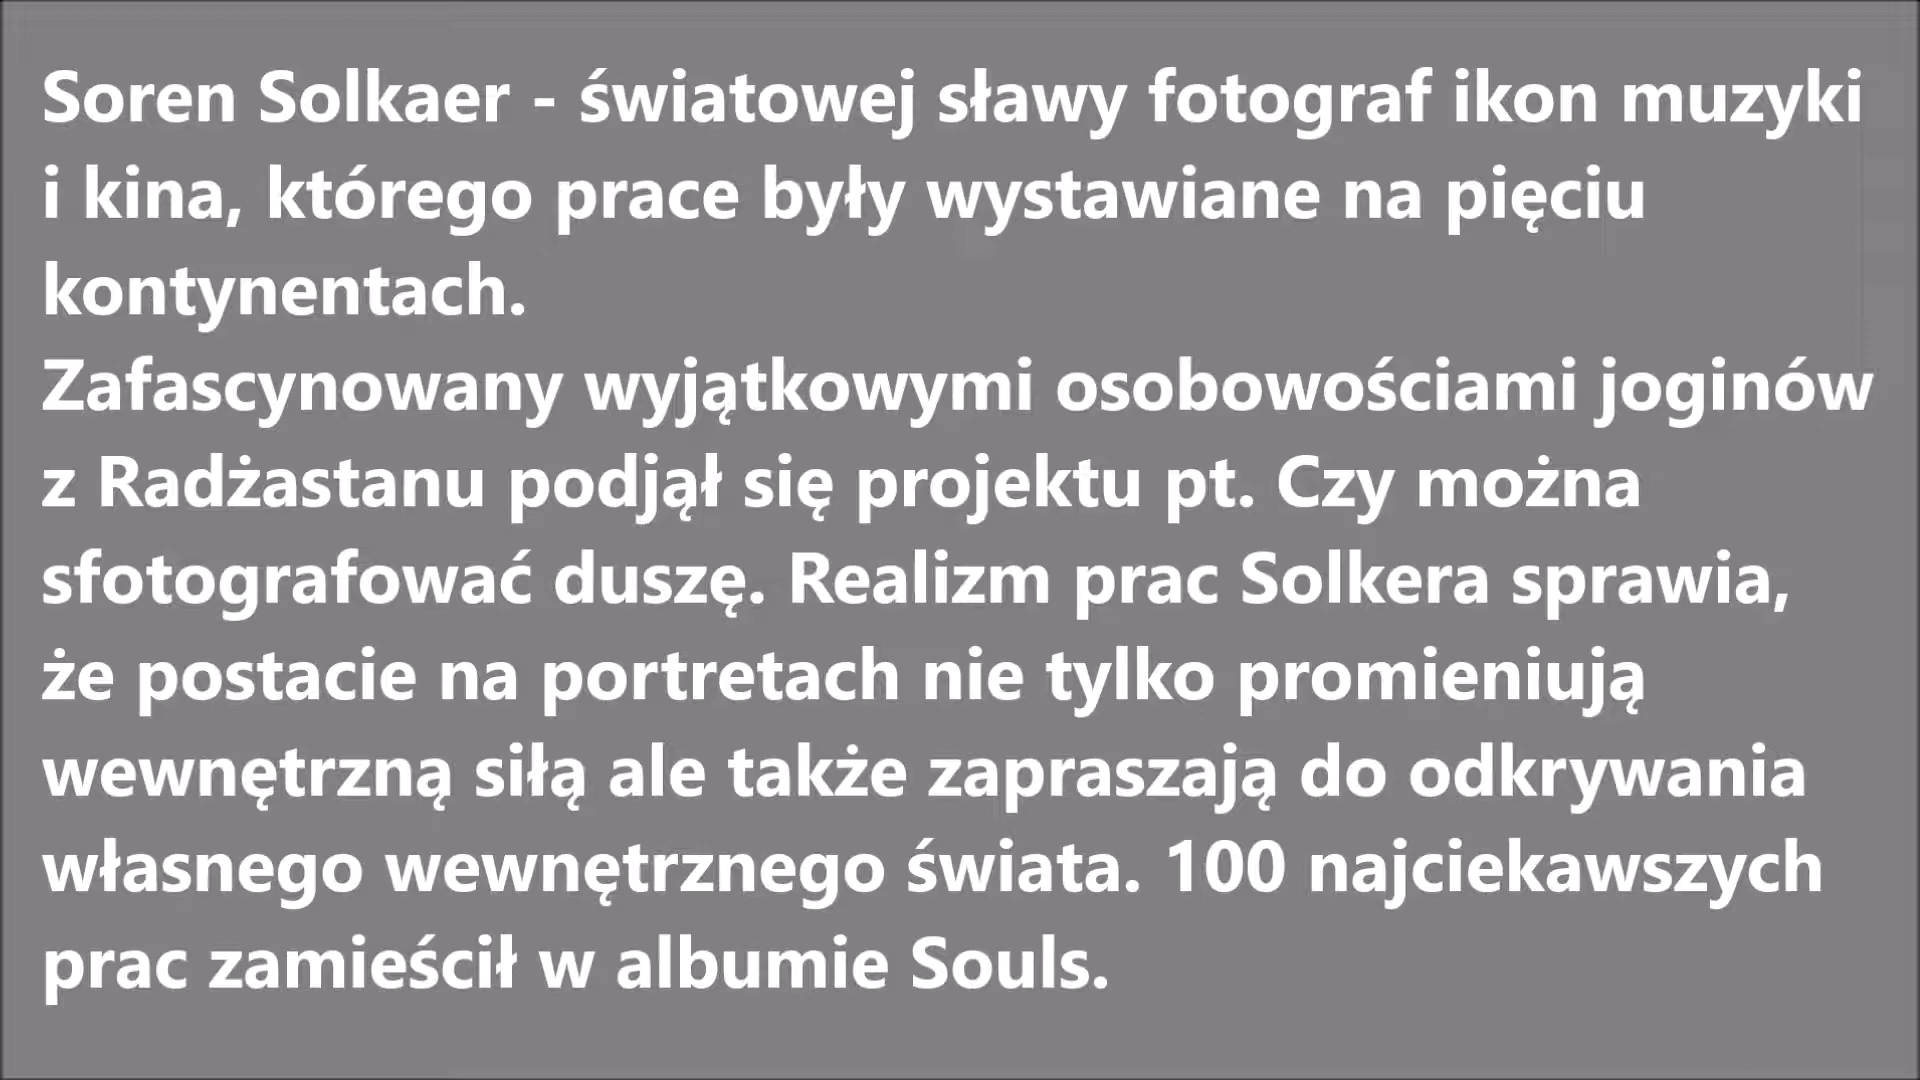 Soren Solkaer - światowej sławy fotograf ikon muzyki
i kina, którego prace były wystawiane na pięciu
kontynentach.
Zafascynowany wyjątkowymi osobowościami joginów
z Radżastanu podjął się projektu pt. Czy można
sfotografować duszę. Realizm prac Solkera sprawia,
że postacie na portretach nie tylko promieniują
wewnętrzną siłą ale także zapraszają do odkrywania
własnego wewnętrznego świata. 100 najciekawszych
prac zamieścił w albumie Souls.